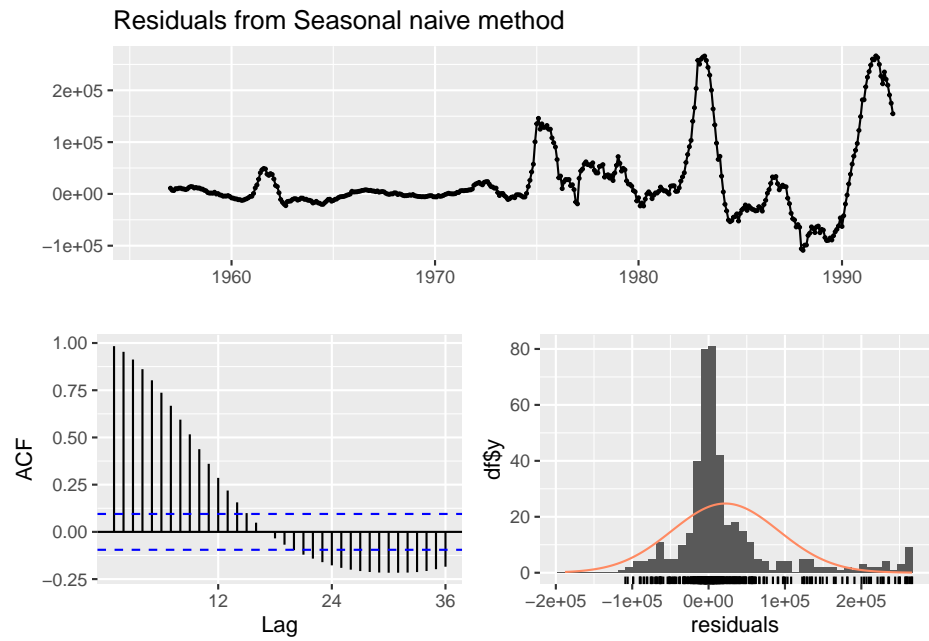 Residuals from Seasonal naive method
2e+05
1e+05
0e+00
-1e+05
1960 1970 1980 1990
1.00
0.75
0.50
0.25
0.00
-0.25
ACF
12 24 36
Lag
80
60
40
20
0
df$y
-2e+05 -1e+05 0e+00 1e+05 2e+05
residuals